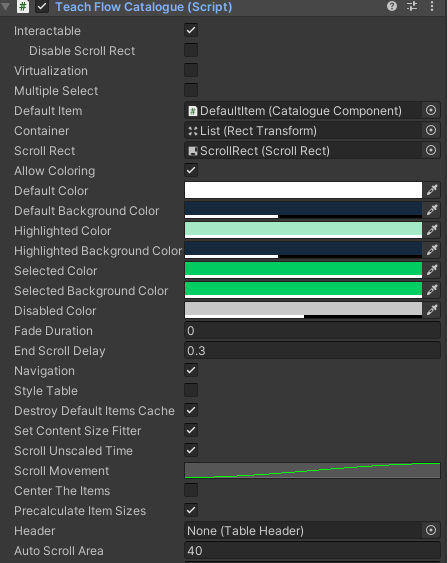 Teach Flow Catalogue (Script)
Interactable
Disable Scroll Rect
Virtualization
Multiple Select
Default Item DefaultItem (Catalogue Component)
Container List (Rect Transform)
Scroll Rect ScrollRect (Scroll Rect)
Allow Coloring
Default Color
Default Background Color
Highlighted Color
Highlighted Background Color
Selected Color
Selected Background Color
Disabled Color
Fade Duration 0
End Scroll Delay 0.3
Navigation
Style Table
Destroy Default Items Cache
Set Content Size Fitter
Scroll Unscaled Time
Scroll Movement
Center The Items
Precalculate Item Sizes
Header None (Table Header)
Auto Scroll Area 40